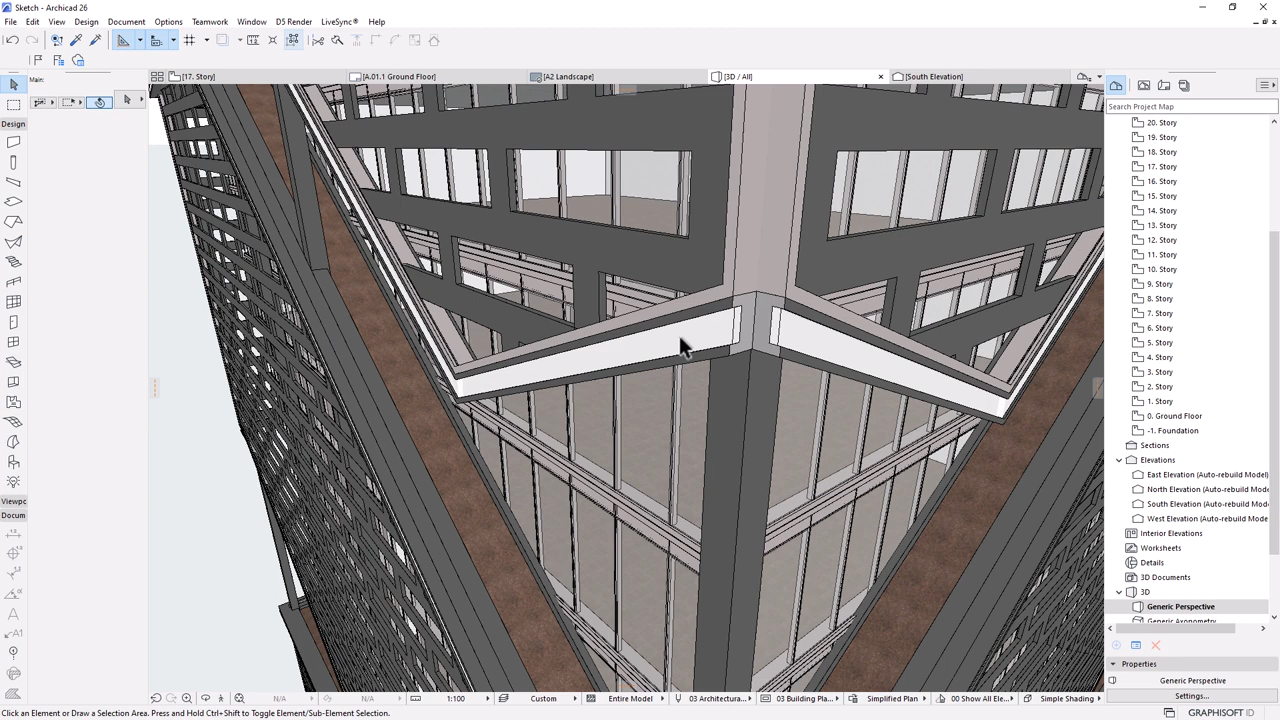 Sketch - Archicad 26
File Edit View Design Document Options Teamwork Window D5 Render LiveSync® Help
Main:
[17. Story]
[A.01.1 Ground Floor]
[A2 Landscape]
[3D / All]
[South Elevation]
Search Project Map
Design
20. Story
19. Story
18. Story
17. Story
16. Story
15. Story
14. Story
13. Story
12. Story
11. Story
10. Story
9. Story
8. Story
7. Story
6. Story
5. Story
4. Story
3. Story
2. Story
1. Story
0. Ground Floor
-1. Foundation
Sections
Elevations
East Elevation (Auto-rebuild Model)
North Elevation (Auto-rebuild Mode
South Elevation (Auto-rebuild Mode
West Elevation (Auto-rebuild Mode
Interior Elevations
Worksheets
Details
3D Documents
3D
Generic Perspective
Generic Axonometry
Viewpc
Docum
Properties
Generic Perspective
Settings...
N/A N/A 1:100 Custom Entire Model 03 Architectura... 03 Building Pla... Simplified Plan 00 Show All Ele... Simple Shading
Click an Element or Draw a Selection Area. Press and Hold Ctrl+Shift to Toggle Element/Sub-Element Selection.
GRAPHISOFT ID